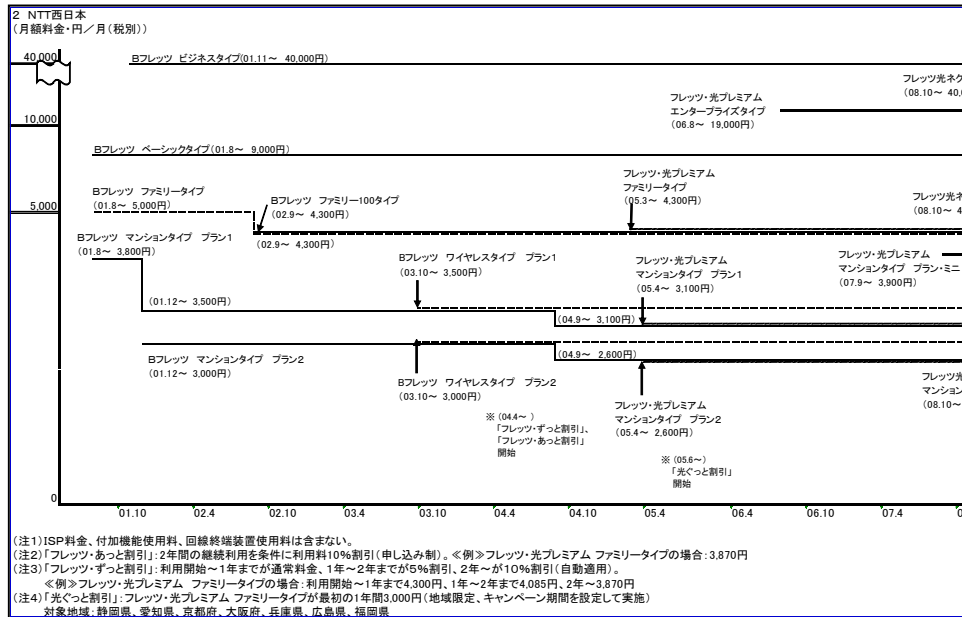 2 NTT西日本
(月額料金・円/月(税別))
40,000
Bフレッツ ビジネスタイプ(01.11~ 40,000円)
フレッツ光ネク
(08.10~ 40,0
フレッツ・光プレミアム
エンタープライズタイプ
(06.8~ 19,000円)
10,000
Bフレッツ ベーシックタイプ(01.8~ 9,000円)
フレッツ・光プレミアム
ファミリータイプ
(05.3~ 4,300円)
Bフレッツ ファミリータイプ
(01.8~ 5,000円)
Bフレッツ ファミリー100タイプ
(02.9~ 4,300円)
フレッツ光ネ
(08.10~ 4
5,000
(02.9~ 4,300円)
Bフレッツ マンションタイプ プラン1
(01.8~ 3,800円)
Bフレッツ ワイヤレスタイプ プラン1
(03.10~ 3,500円)
フレッツ・光プレミアム
マンションタイプ プラン1
(05.4~ 3,100円)
フレッツ・光プレミアム
マンションタイプ プラン・ミニ
(07.9~ 3,900円)
(01.12~ 3,500円)
(04.9~ 3,100円)
Bフレッツ マンションタイプ プラン2
(01.12~ 3,000円)
(04.9~ 2,600円)
Bフレッツ ワイヤレスタイプ プラン2
(03.10~ 3,000円)
フレッツ・光プレミアム
マンションタイプ プラン2
(05.4~ 2,600円)
フレッツ光
マンション
(08.10~
※(04.4~ )
「フレッツ・ずっと割引」、
「フレッツ・あっと割引」
開始
※(05.6~)
「光ぐっと割引」
開始
0
01.10 02.4 02.10 03.4 03.10 04.4 04.10 05.4 06.4 06.10 07.4 0
(注1)ISP料金、付加機能使用料、回線終端装置使用料は含まない。
(注2)「フレッツ・あっと割引」:2年間の継続利用を条件に利用料10%割引(申し込み制)。≪例≫フレッツ・光プレミアム ファミリータイプの場合:3,870円
(注3)「フレッツ・ずっと割引」:利用開始~1年までが通常料金、1年~2年までが5%割引、2年~が10%割引(自動適用)。
≪例≫フレッツ・光プレミアム ファミリータイプの場合:利用開始~1年まで4,300円、1年~2年まで4,085円、2年~3,870円
(注4)「光ぐっと割引」:フレッツ・光プレミアム ファミリータイプが最初の1年間3,000円(地域限定、キャンペーン期間を設定して実施)
対象地域:静岡県、愛知県、京都府、大阪府、兵庫県、広島県、福岡県